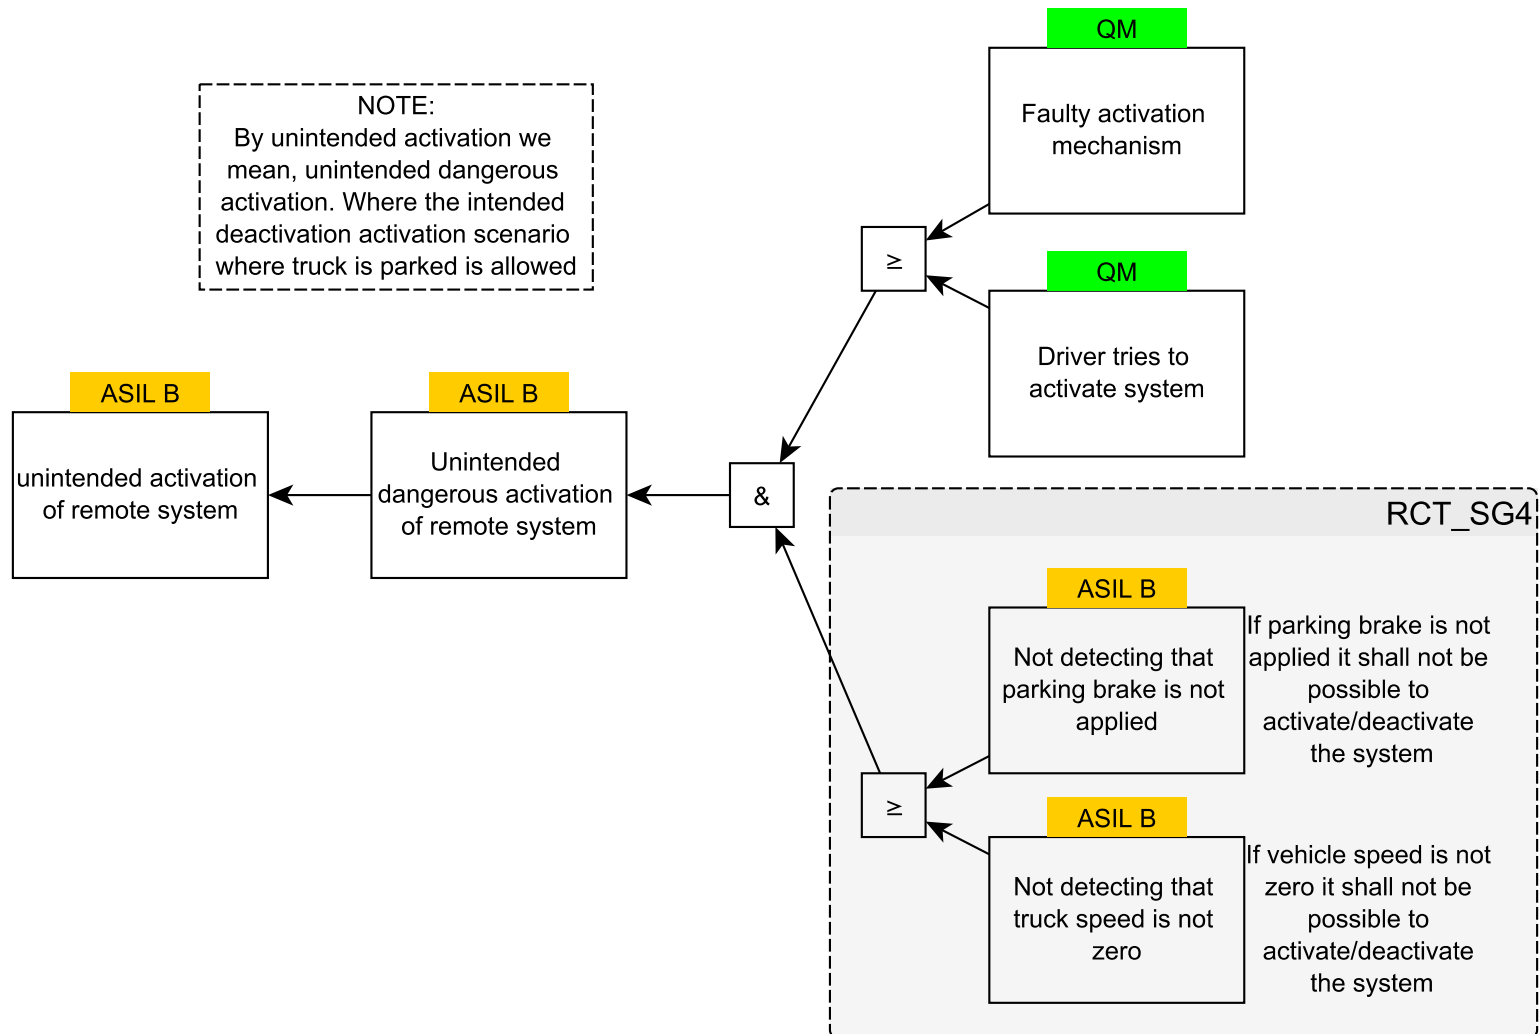 QM
Faulty activation
mechanism
NOTE:
By unintended activation we
mean, unintended dangerous
activation. Where the intended
deactivation activation scenario
where truck is parked is allowed
≥
QM
Driver tries to
activate system
ASIL B
unintended activation
of remote system
ASIL B
Unintended
dangerous activation
of remote system
&
RCT_SG4
ASIL B
Not detecting that
parking brake is not
applied
If parking brake is not
applied it shall not be
possible to
activate/deactivate
the system
≥
ASIL B
Not detecting that
truck speed is not
zero
If vehicle speed is not
zero it shall not be
possible to
activate/deactivate
the system